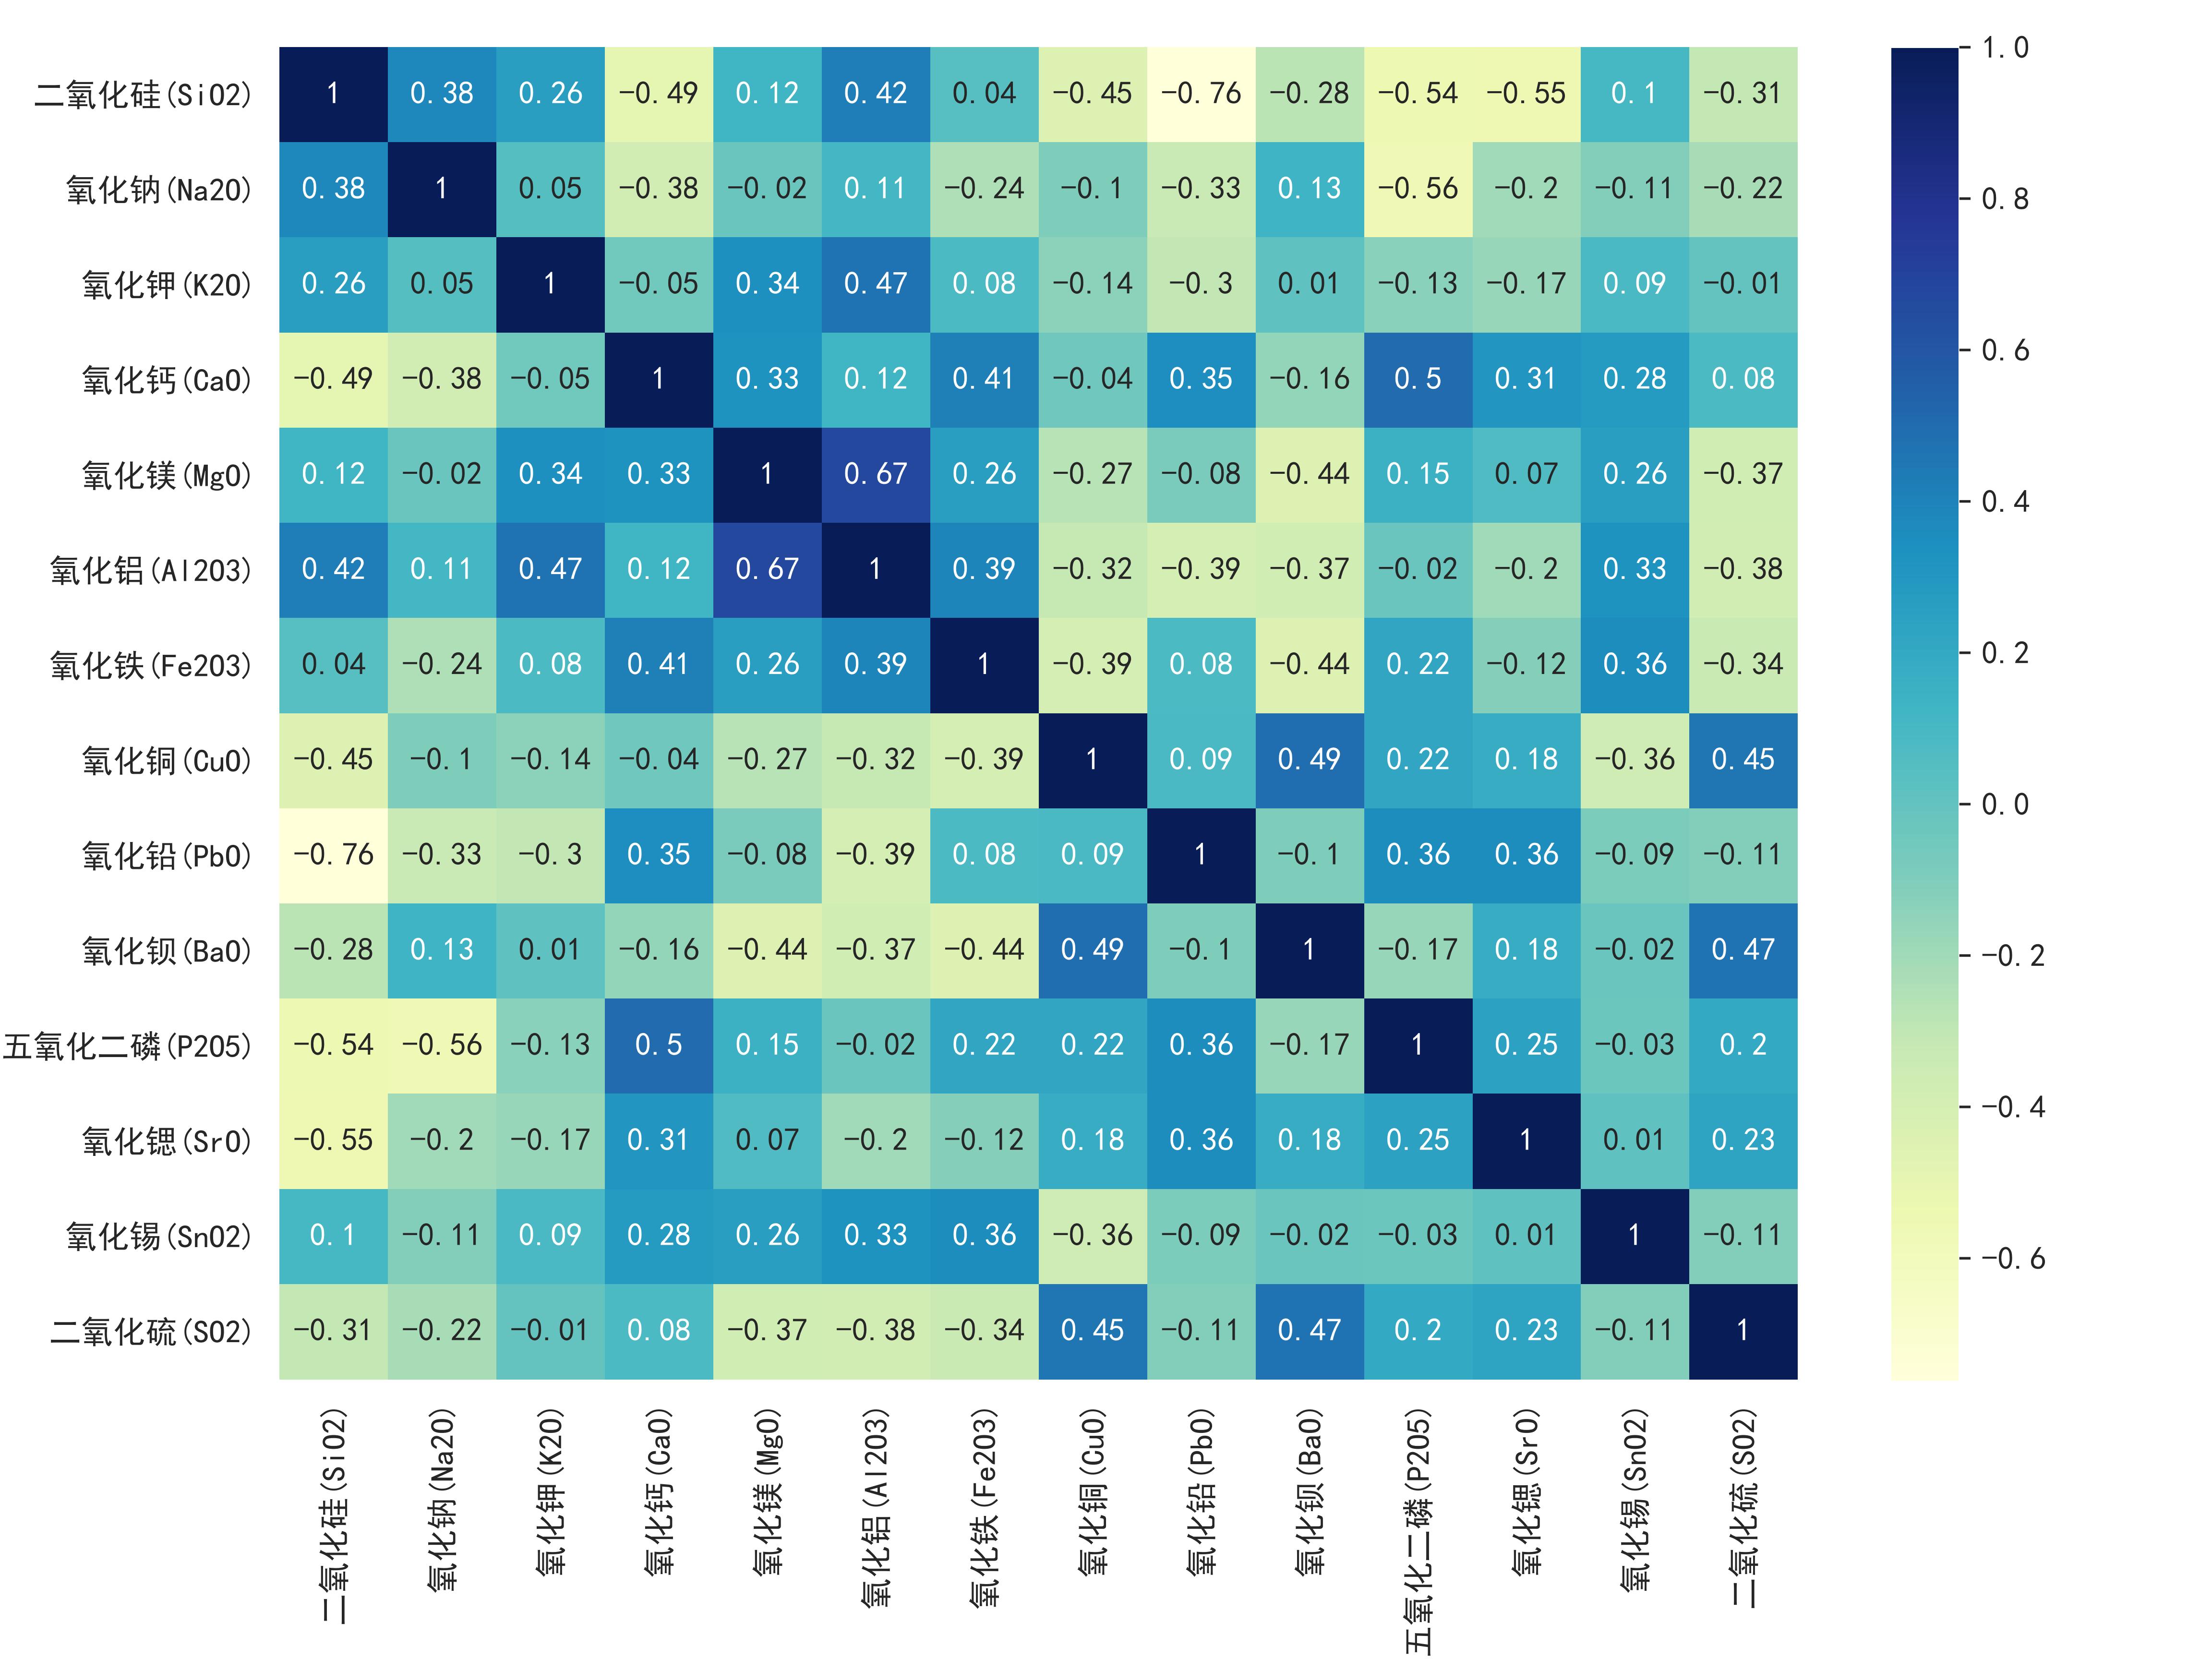 二氧化硅(SiO2) 1 0.38 0.26 -0.49 0.12 0.42 0.04 -0.45 -0.76 -0.28 -0.54 -0.55 0.1 -0.31
氧化钠(Na2O) 0.38 1 0.05 -0.38 -0.02 0.11 -0.24 -0.1 -0.33 0.13 -0.56 -0.2 -0.11 -0.22
氧化钾(K2O) 0.26 0.05 1 -0.05 0.34 0.47 0.08 -0.14 -0.3 0.01 -0.13 -0.17 0.09 -0.01
氧化钙(CaO) -0.49 -0.38 -0.05 1 0.33 0.12 0.41 -0.04 0.35 -0.16 0.5 0.31 0.28 0.08
氧化镁(MgO) 0.12 -0.02 0.34 0.33 1 0.67 0.26 -0.27 -0.08 -0.44 0.15 0.07 0.26 -0.37
氧化铝(Al2O3) 0.42 0.11 0.47 0.12 0.67 1 0.39 -0.32 -0.39 -0.37 -0.02 -0.2 0.33 -0.38
氧化铁(Fe2O3) 0.04 -0.24 0.08 0.41 0.26 0.39 1 -0.39 0.08 -0.44 0.22 -0.12 0.36 -0.34
氧化铜(CuO) -0.45 -0.1 -0.14 -0.04 -0.27 -0.32 -0.39 1 0.09 0.49 0.22 0.18 -0.36 0.45
氧化铅(PbO) -0.76 -0.33 -0.3 0.35 -0.08 -0.39 0.08 0.09 1 -0.1 0.36 0.36 -0.09 -0.11
氧化钡(BaO) -0.28 0.13 0.01 -0.16 -0.44 -0.37 -0.44 0.49 -0.1 1 -0.17 0.18 -0.02 0.47
五氧化二磷(P2O5) -0.54 -0.56 -0.13 0.5 0.15 -0.02 0.22 0.22 0.36 -0.17 1 0.25 -0.03 0.2
氧化锶(SrO) -0.55 -0.2 -0.17 0.31 0.07 -0.2 -0.12 0.18 0.36 0.18 0.25 1 0.01 0.23
氧化锡(SnO2) 0.1 -0.11 0.09 0.28 0.26 0.33 0.36 -0.36 -0.09 -0.02 -0.03 0.01 1 -0.11
二氧化硫(SO2) -0.31 -0.22 -0.01 0.08 -0.37 -0.38 -0.34 0.45 -0.11 0.47 0.2 0.23 -0.11 1
二氧化硅(SiO2)
氧化钠(Na2O)
氧化钾(K2O)
氧化钙(CaO)
氧化镁(MgO)
氧化铝(Al2O3)
氧化铁(Fe2O3)
氧化铜(CuO)
氧化铅(PbO)
氧化钡(BaO)
五氧化二磷(P2O5)
氧化锶(SrO)
氧化锡(SnO2)
二氧化硫(SO2)
1.0
0.8
0.6
0.4
0.2
0.0
-0.2
-0.4
-0.6